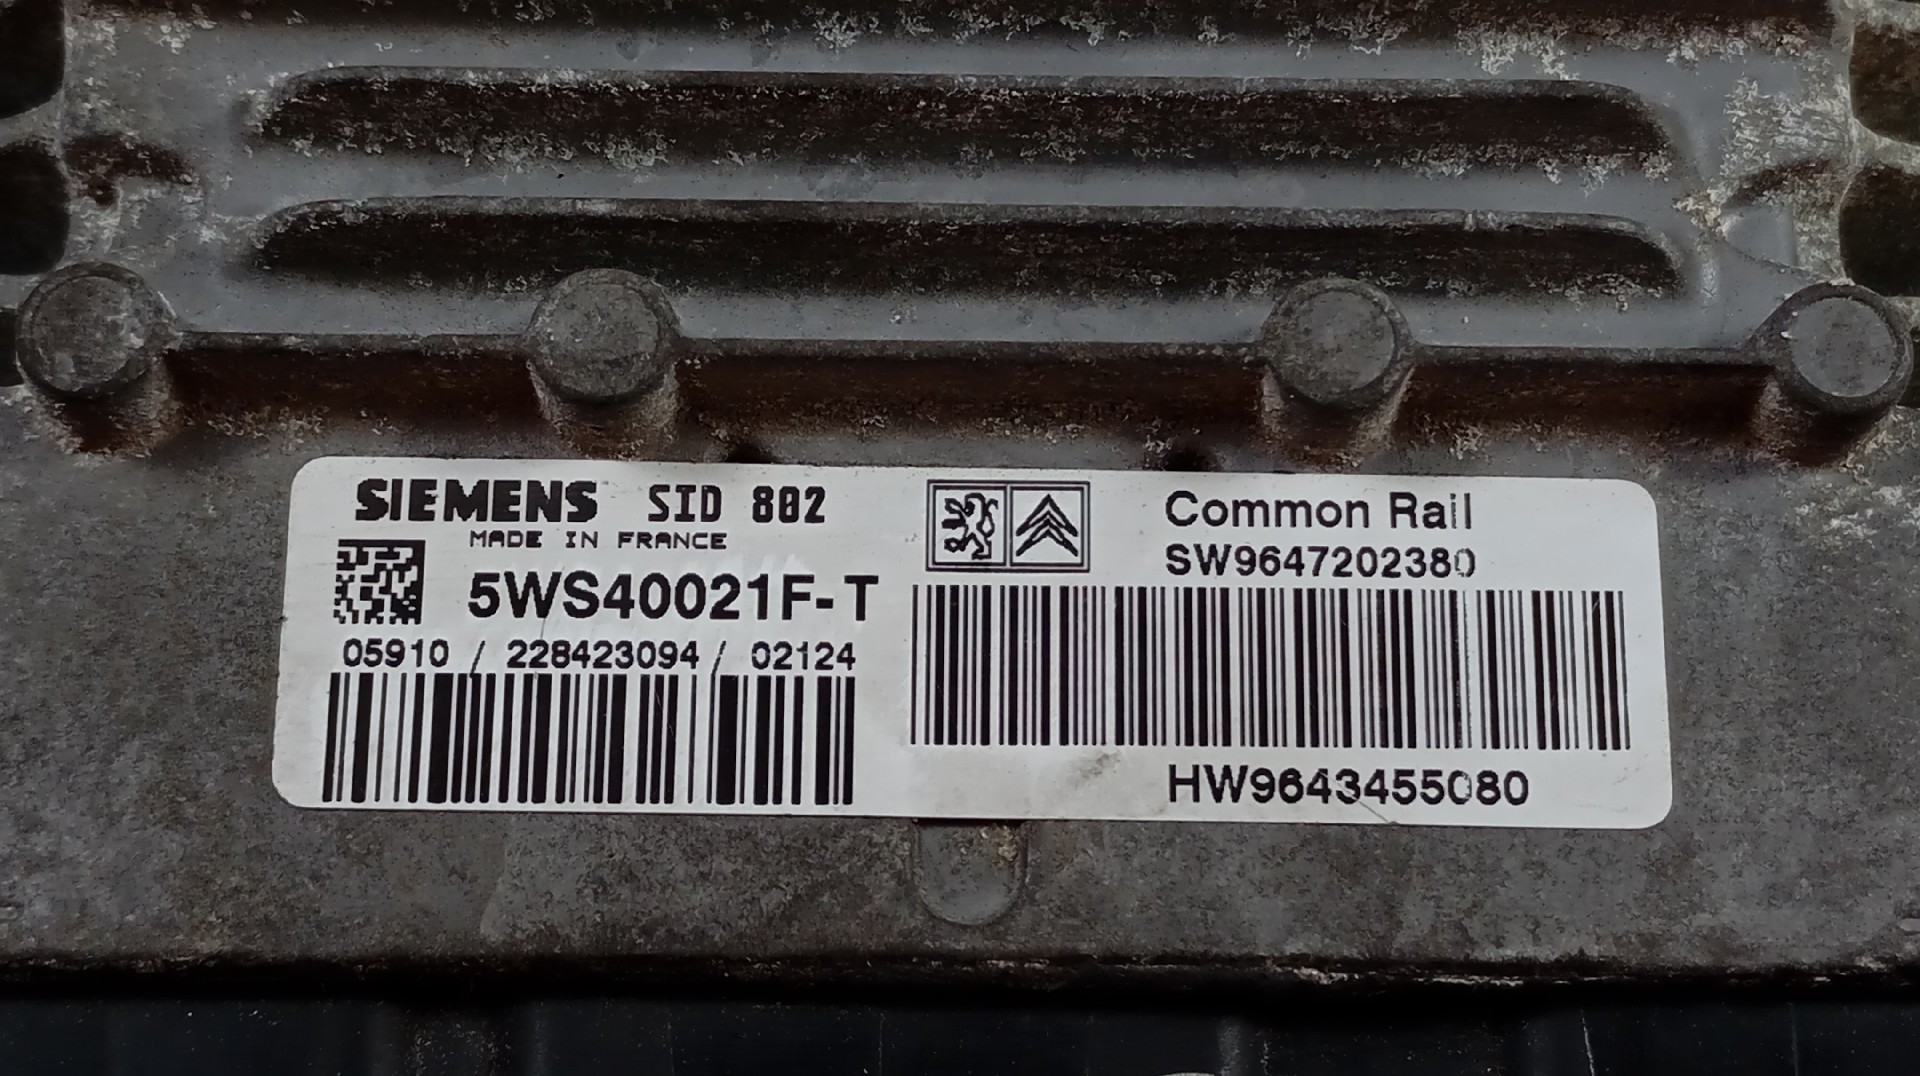 SIEMENS SID 802
MADE IN FRANCE
5WS40021F-T
05910 / 228423094 / 02124
Common Rail
SW9647202380
HW9643455080